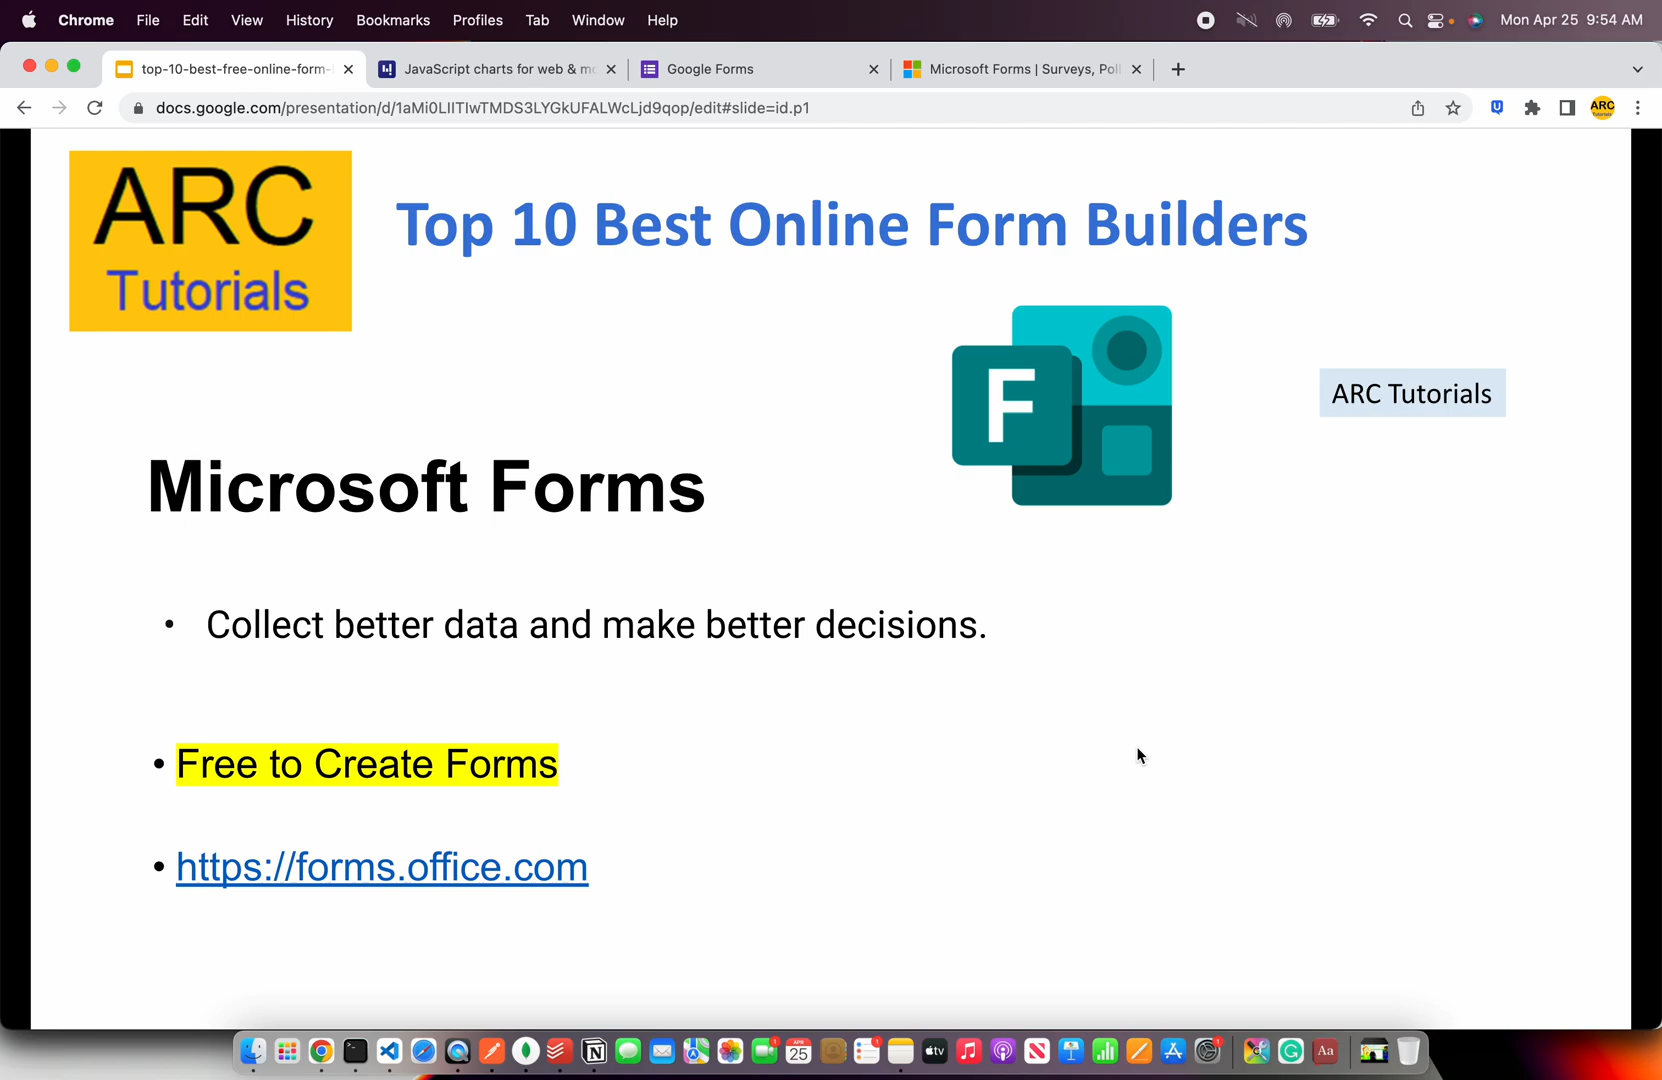 Chrome File Edit View History Bookmarks Profiles Tab Window Help Mon Apr 25 9:54 AM
top-10-best-free-online-form- JavaScript charts for web & mo Google Forms Microsoft Forms | Surveys, Poll
docs.google.com/presentation/d/1aMi0LIITIwTMDS3LYGkUFALWcLjd9qop/edit#slide=id.p1
ARC
Tutorials
Top 10 Best Online Form Builders
F
ARC Tutorials
Microsoft Forms
• Collect better data and make better decisions.
• Free to Create Forms
• https://forms.office.com